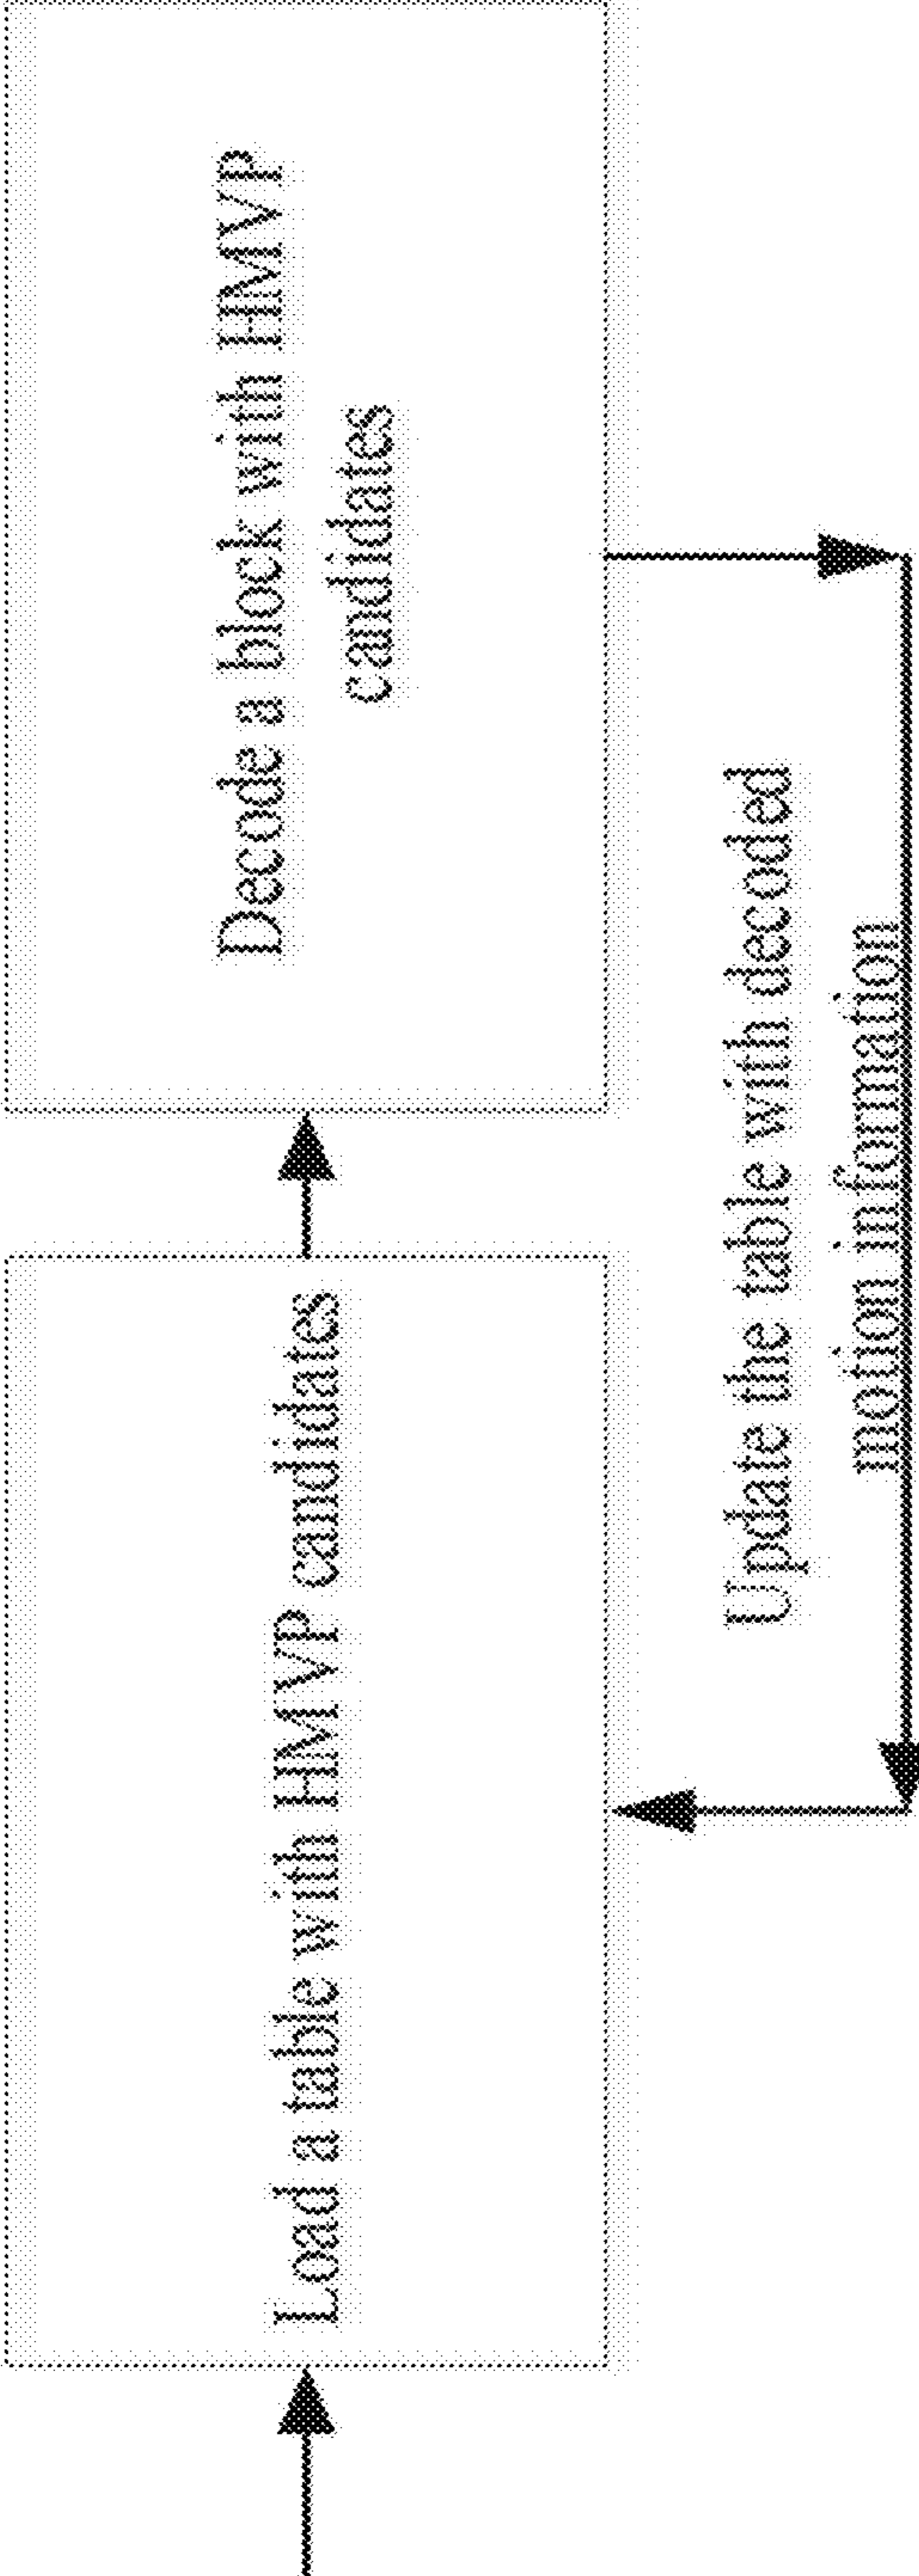 Load a table with HMVP candidates
Decode a block with HMVP
candidates
Update the table with decoded
motion information